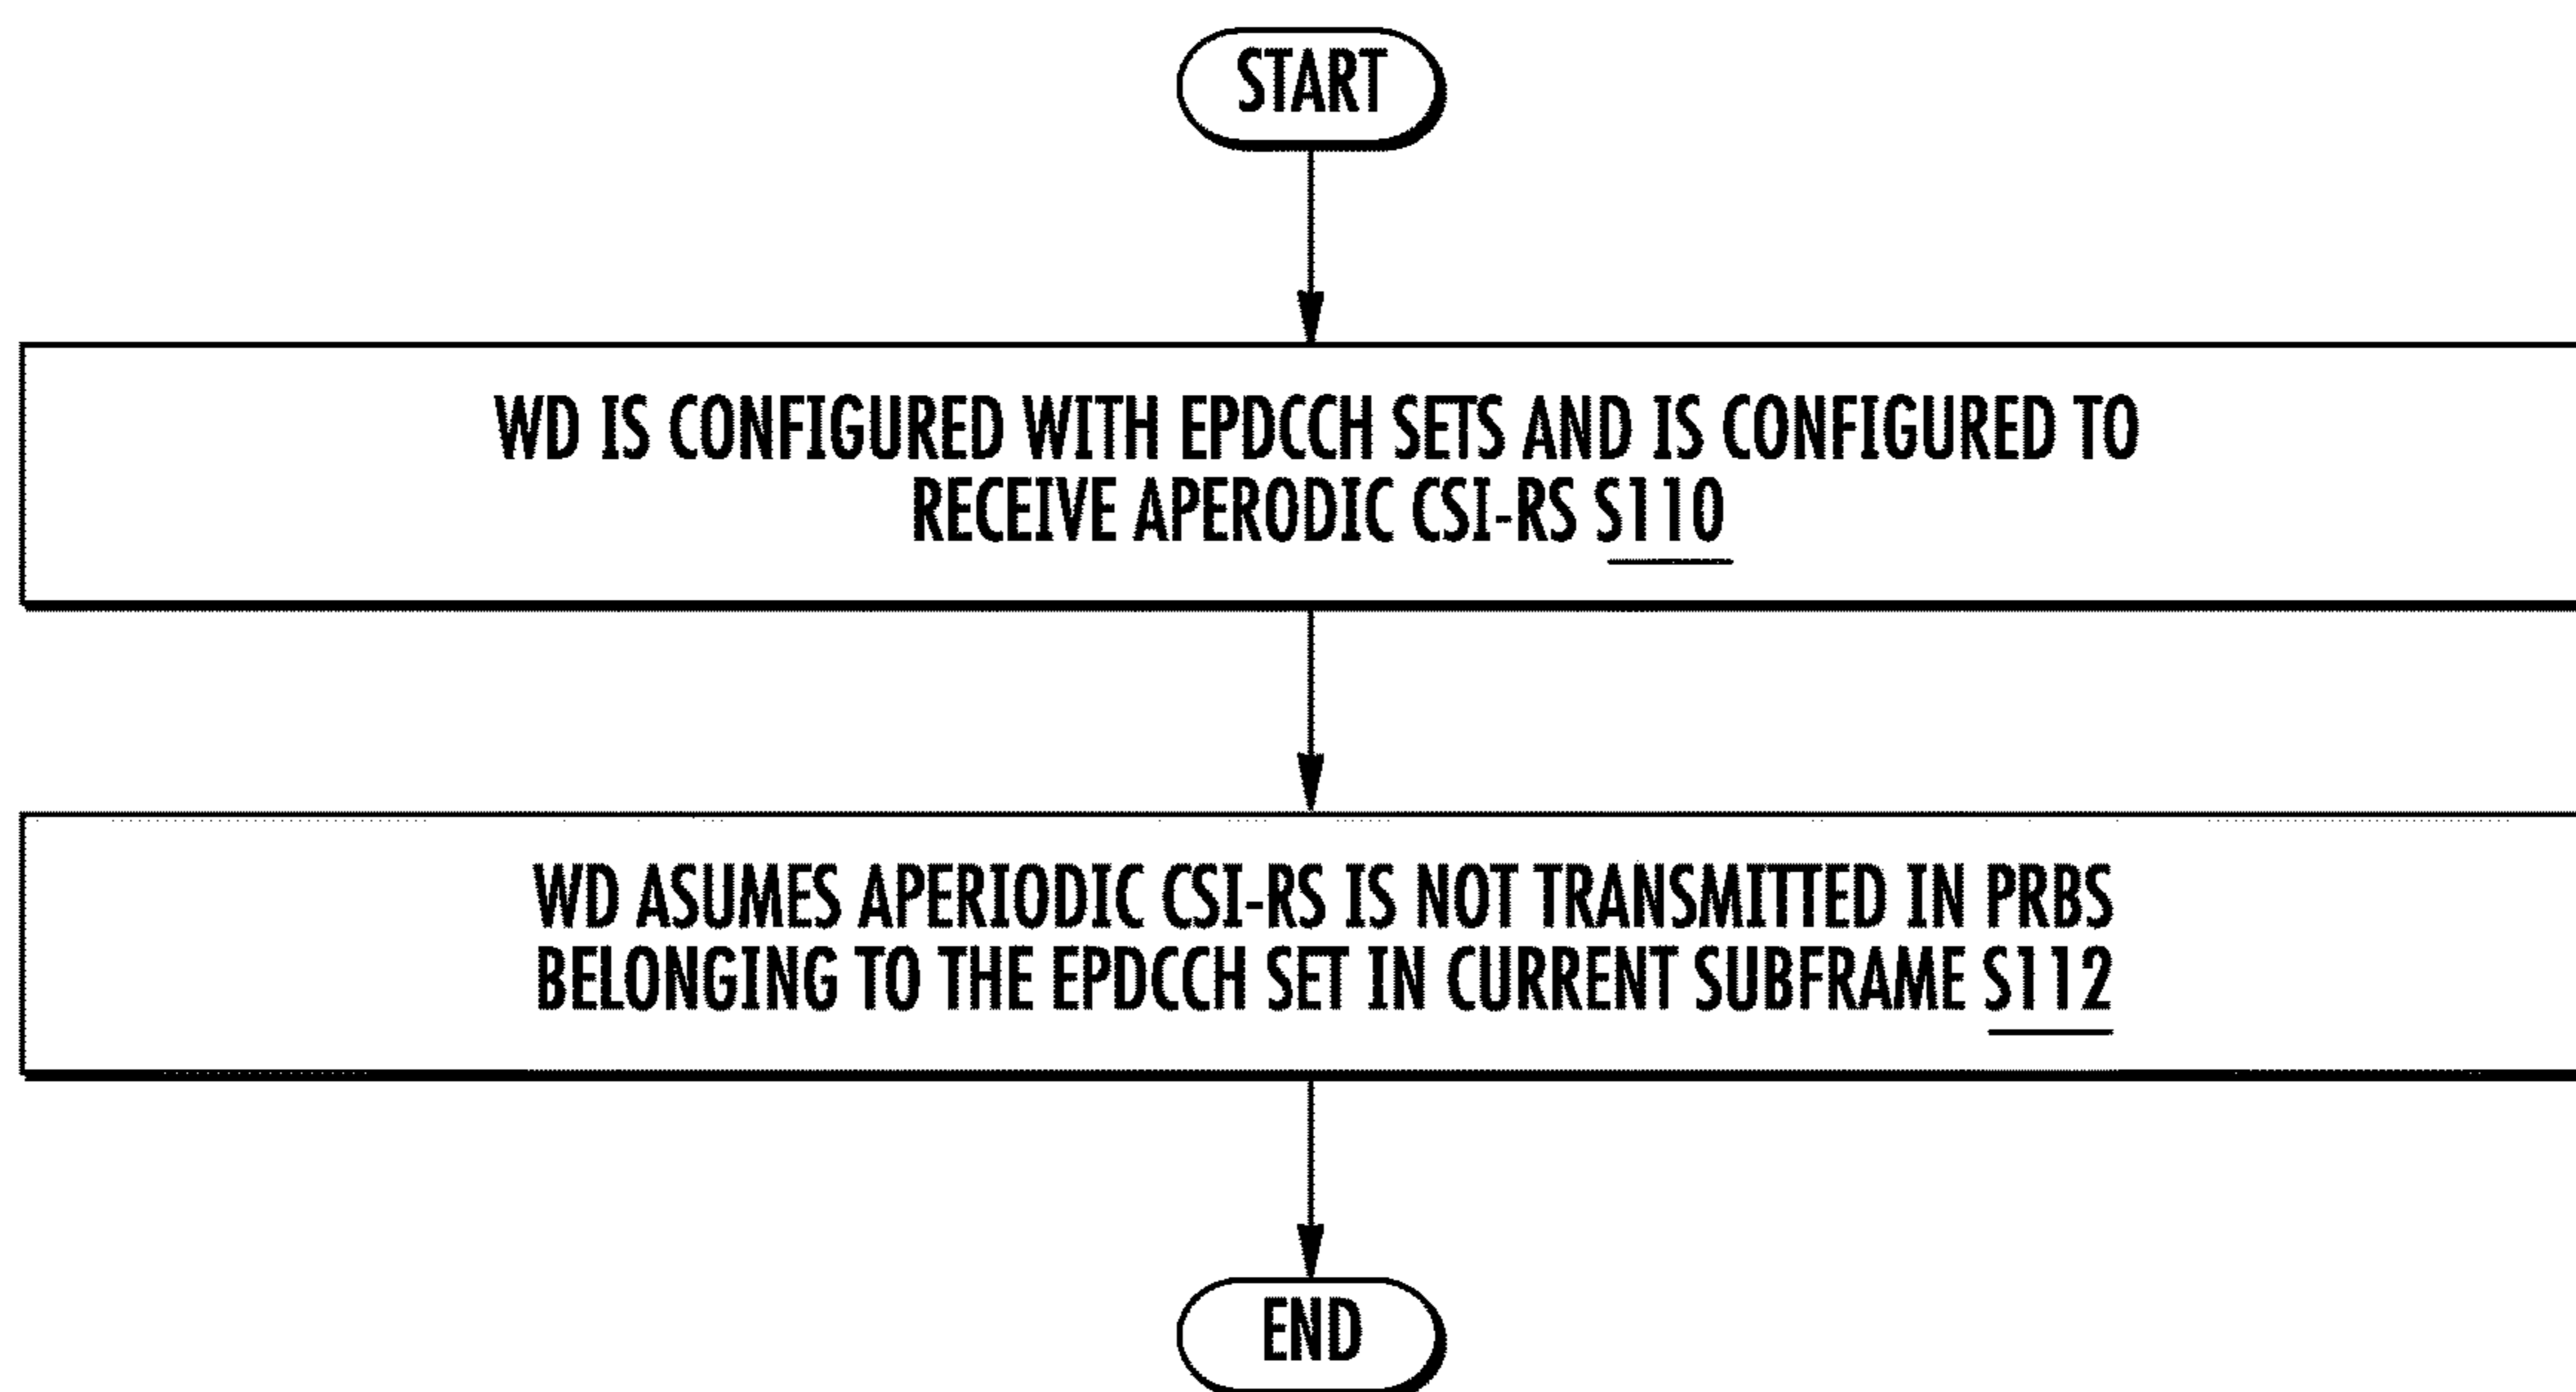 START
WD IS CONFIGURED WITH EPDCCH SETS AND IS CONFIGURED TO
RECEIVE APERODIC CSI-RS S110
WD ASUMES APERIODIC CSI-RS IS NOT TRANSMITTED IN PRBS
BELONGING TO THE EPDCCH SET IN CURRENT SUBFRAME S112
END